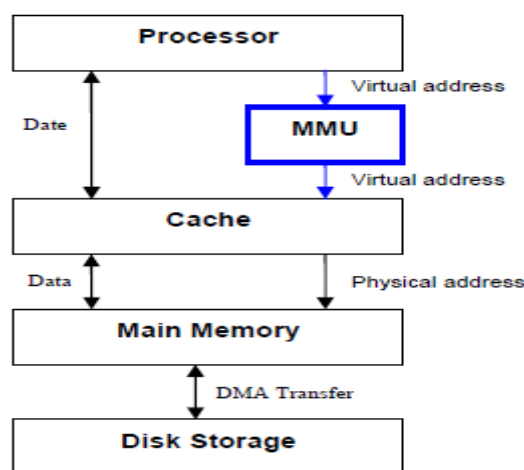 Processor
Virtual address
Date
MMU
Virtual address
Cache
Data
Physical address
Main Memory
DMA Transfer
Disk Storage